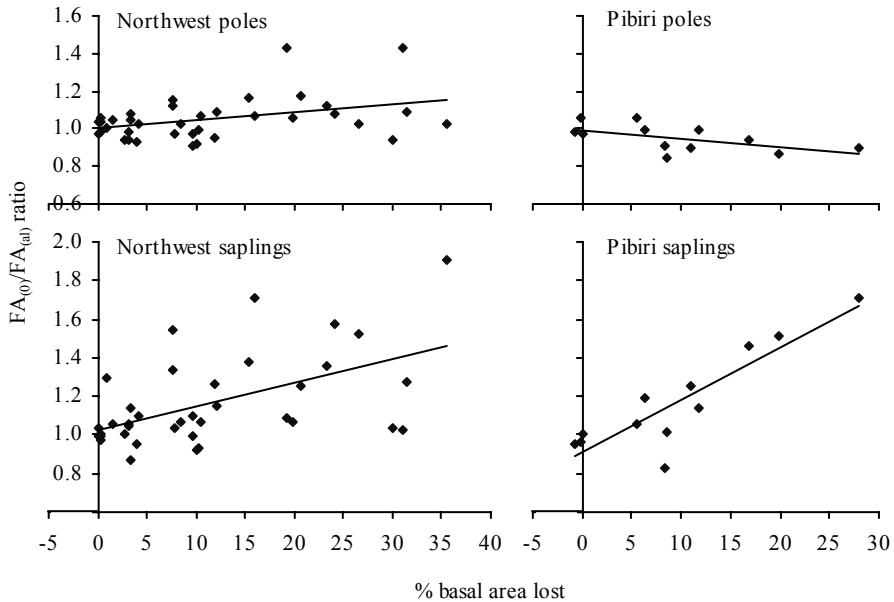 Northwest poles
Pibiri poles
1.6
1.4
1.2
1.0
0.8
0.6
FA(0)/FA(al) ratio
Northwest saplings
Pibiri saplings
2.0
1.8
1.6
1.4
1.2
1.0
0.8
-5 0 5 10 15 20 25 30 35 40
-5 0 5 10 15 20 25 30
% basal area lost